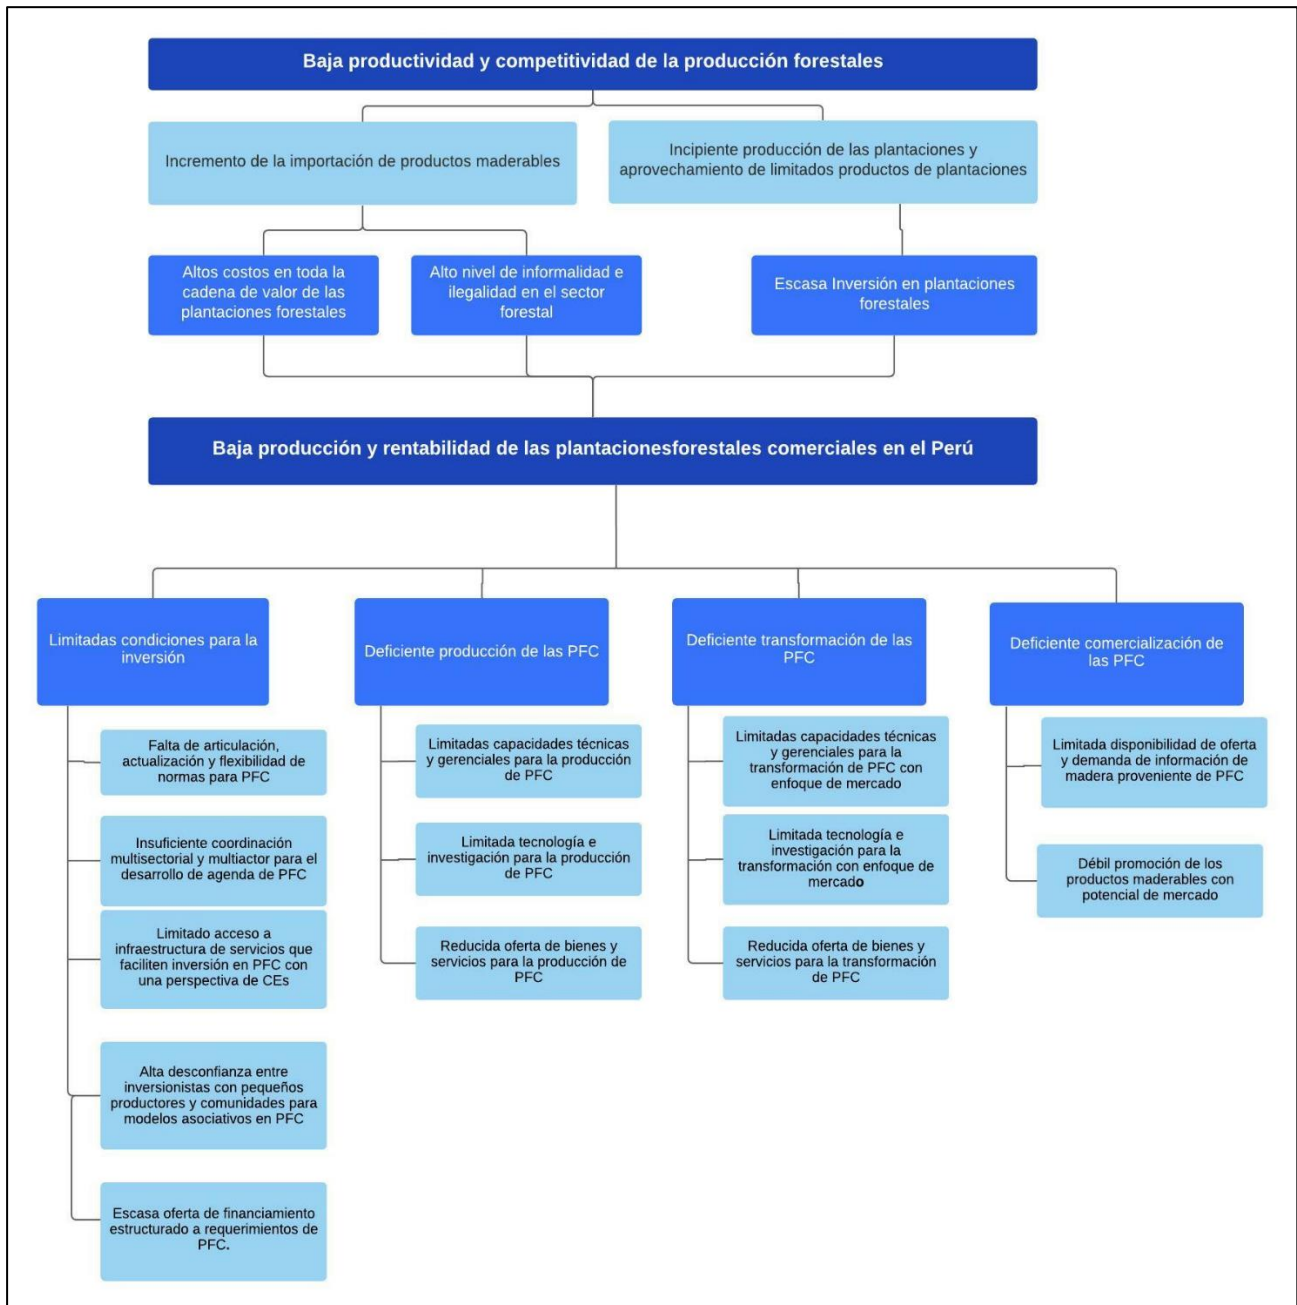 Baja productividad y competitividad de la producción forestales
Incremento de la importación de productos maderables
Incipiente producción de las plantaciones y
aprovechamiento de limitados productos de plantaciones
Altos costos en toda la
cadena de valor de las
plantaciones forestales
Alto nivel de informalidad e
ilegalidad en el sector
forestal
Escasa Inversión en plantaciones
forestales
Baja producción y rentabilidad de las plantacionesforestales comerciales en el Perú
Limitadas condiciones para la
inversión
Falta de articulación,
actualización y flexibilidad de
normas para PFC
Insuficiente coordinación
multisectorial y multiactor para el
desarrollo de agenda de PFC
Limitado acceso a
infraestructura de servicios que
faciliten inversión en PFC con
una perspectiva de CEs
Alta desconfianza entre
inversionistas con pequeños
productores y comunidades para
modelos asociativos en PFC
Escasa oferta de financiamiento
estructurado a requerimientos de
PFC.
Deficiente producción de las PFC
Limitadas capacidades técnicas
y gerenciales para la producción
de PFC
Limitada tecnología e
investigación para la producción
de PFC
Reducida oferta de bienes y
servicios para la producción de
PFC
Deficiente transformación de las
PFC
Limitadas capacidades técnicas
y gerenciales para la
transformación de PFC con
enfoque de mercado
Limitada tecnología e
investigación para la
transformación con enfoque de
mercado
Reducida oferta de bienes y
servicios para la transformación
de PFC
Deficiente comercialización de
las PFC
Limitada disponibilidad de oferta
y demanda de información de
madera proveniente de PFC
Débil promoción de los
productos maderables con
potencial de mercado